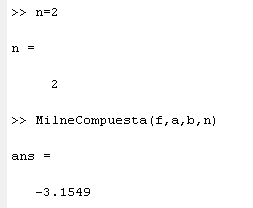 >> n=2
n =
2
>> MilneCompuesta(f,a,b,n)
ans =
-3.1549